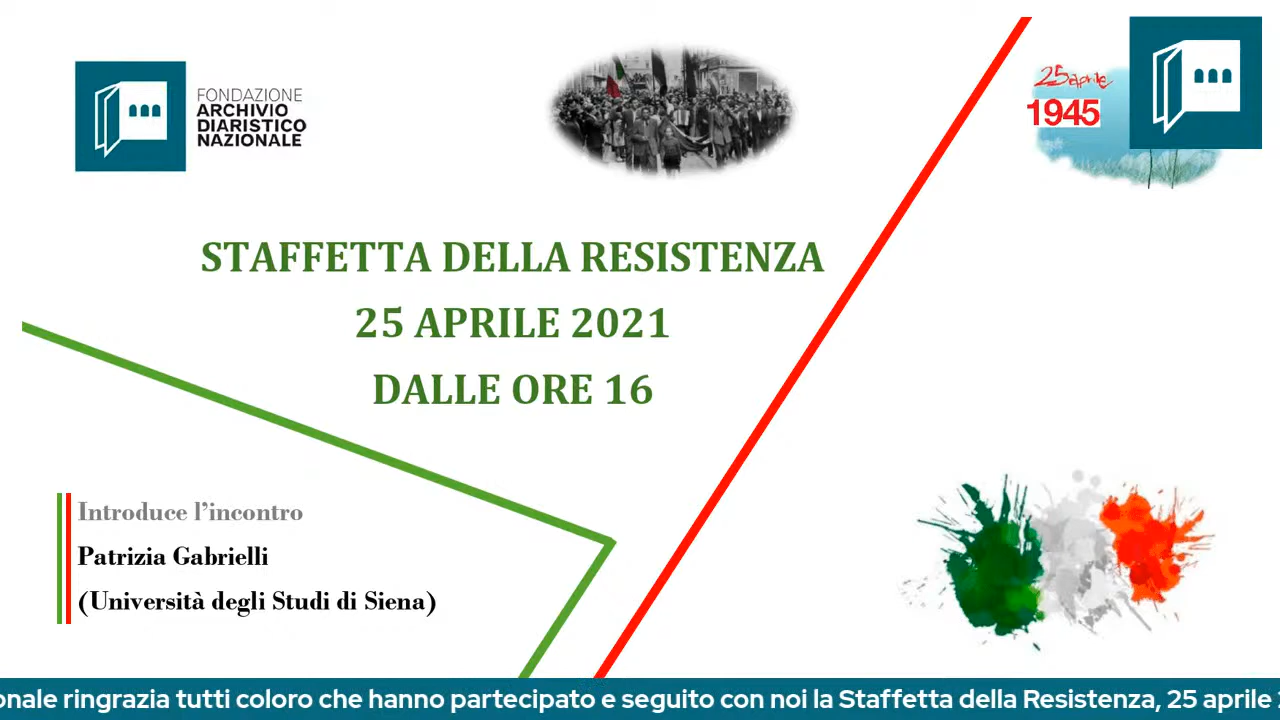 FONDAZIONE
ARCHIVIO
DIARISTICO
NAZIONALE
25 aprile
1945
STAFFETTA DELLA RESISTENZA
25 APRILE 2021
DALLE ORE 16
Introduce l'incontro
Patrizia Gabrielli
(Università degli Studi di Siena)
onale ringrazia tutti coloro che hanno partecipato e seguito con noi la Staffetta della Resistenza, 25 aprile